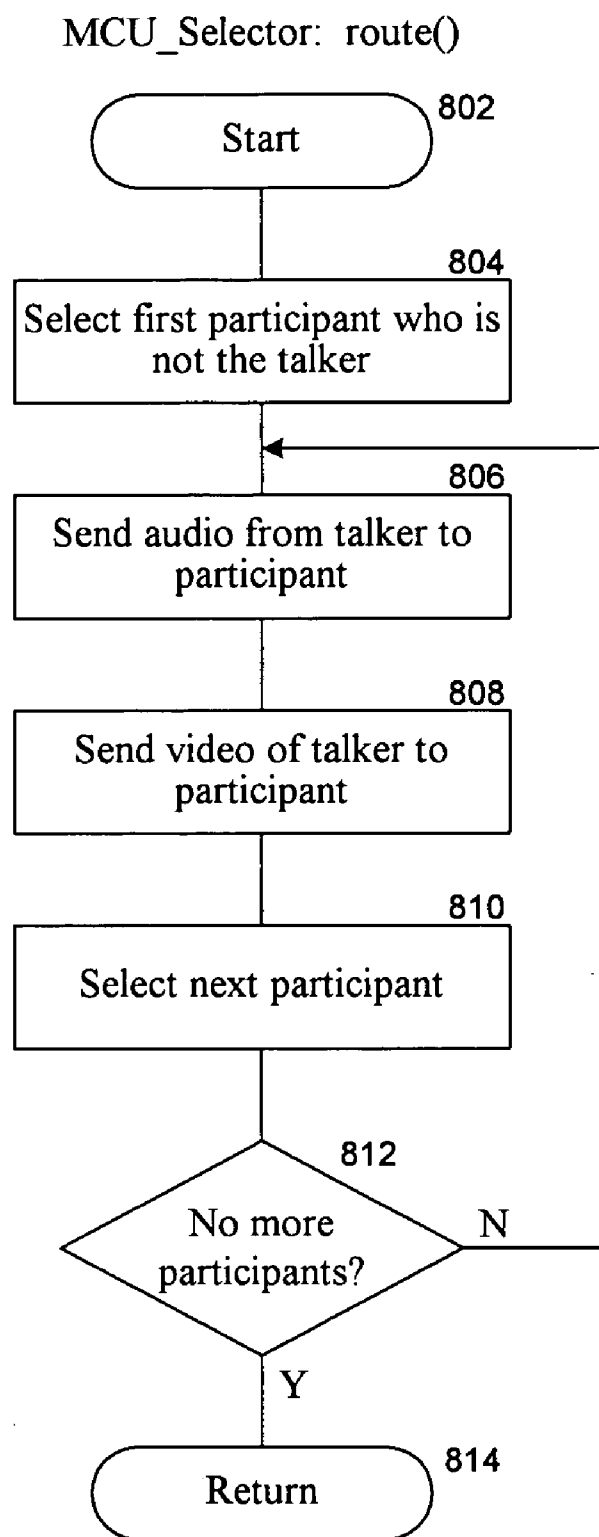 MCU_Selector: route()
802
Start
804
Select first participant who is
not the talker
806
Send audio from talker to
participant
808
Send video of talker to
participant
810
Select next participant
812
No more
participants?
N
Y
814
Return